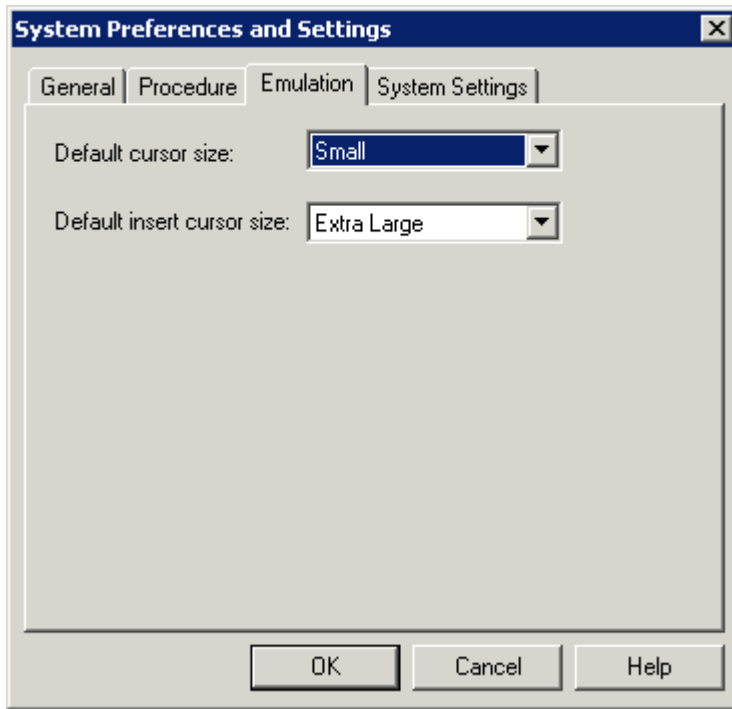 System Preferences and Settings
General Procedure Emulation System Settings
Default cursor size: Small
Default insert cursor size: Extra Large
OK Cancel Help